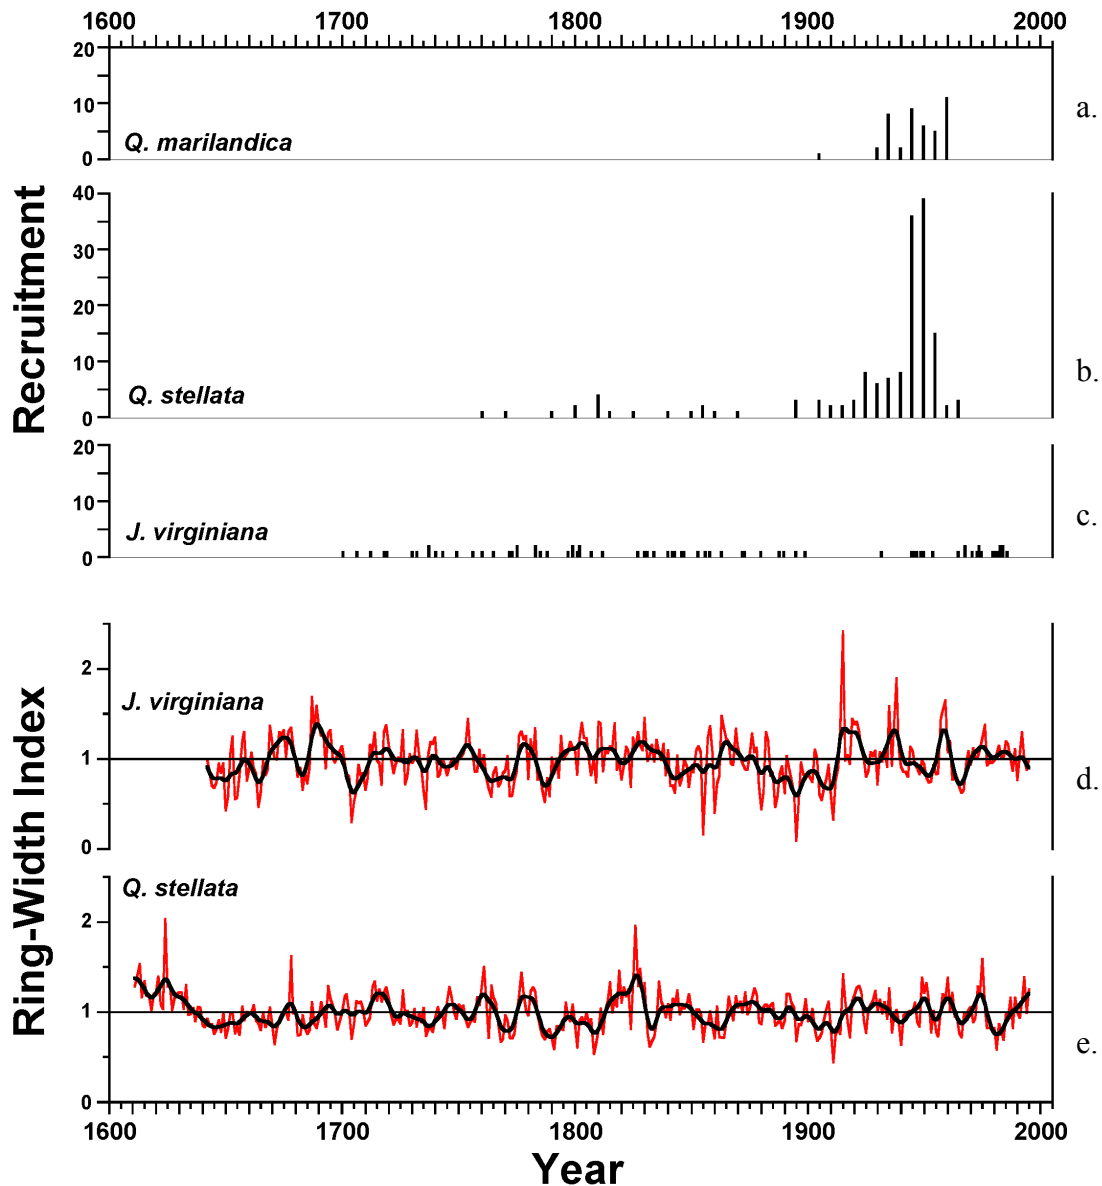 1600 1700 1800 1900 2000
20
10
0
Q. marilandica
a.
Recruitment
40
30
20
10
0
Q. stellata
b.
20
10
0
J. virginiana
c.
Ring-Width Index
2
1
0
J. virginiana
d.
2
1
0
Q. stellata
e.
1600 1700 1800 1900 2000
Year